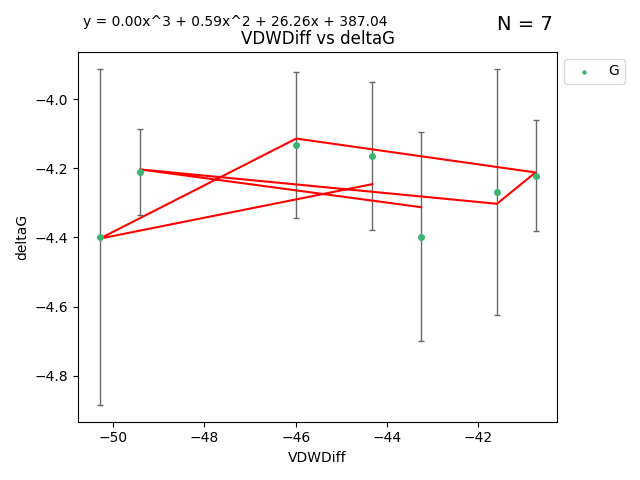 y = 0.00x^3 + 0.59x^2 + 26.26x + 387.04
N = 7
VDWDiff vs deltaG
G
−4.0
−4.2
−4.4
−4.6
−4.8
deltaG
−50 −48 −46 −44 −42
VDWDiff